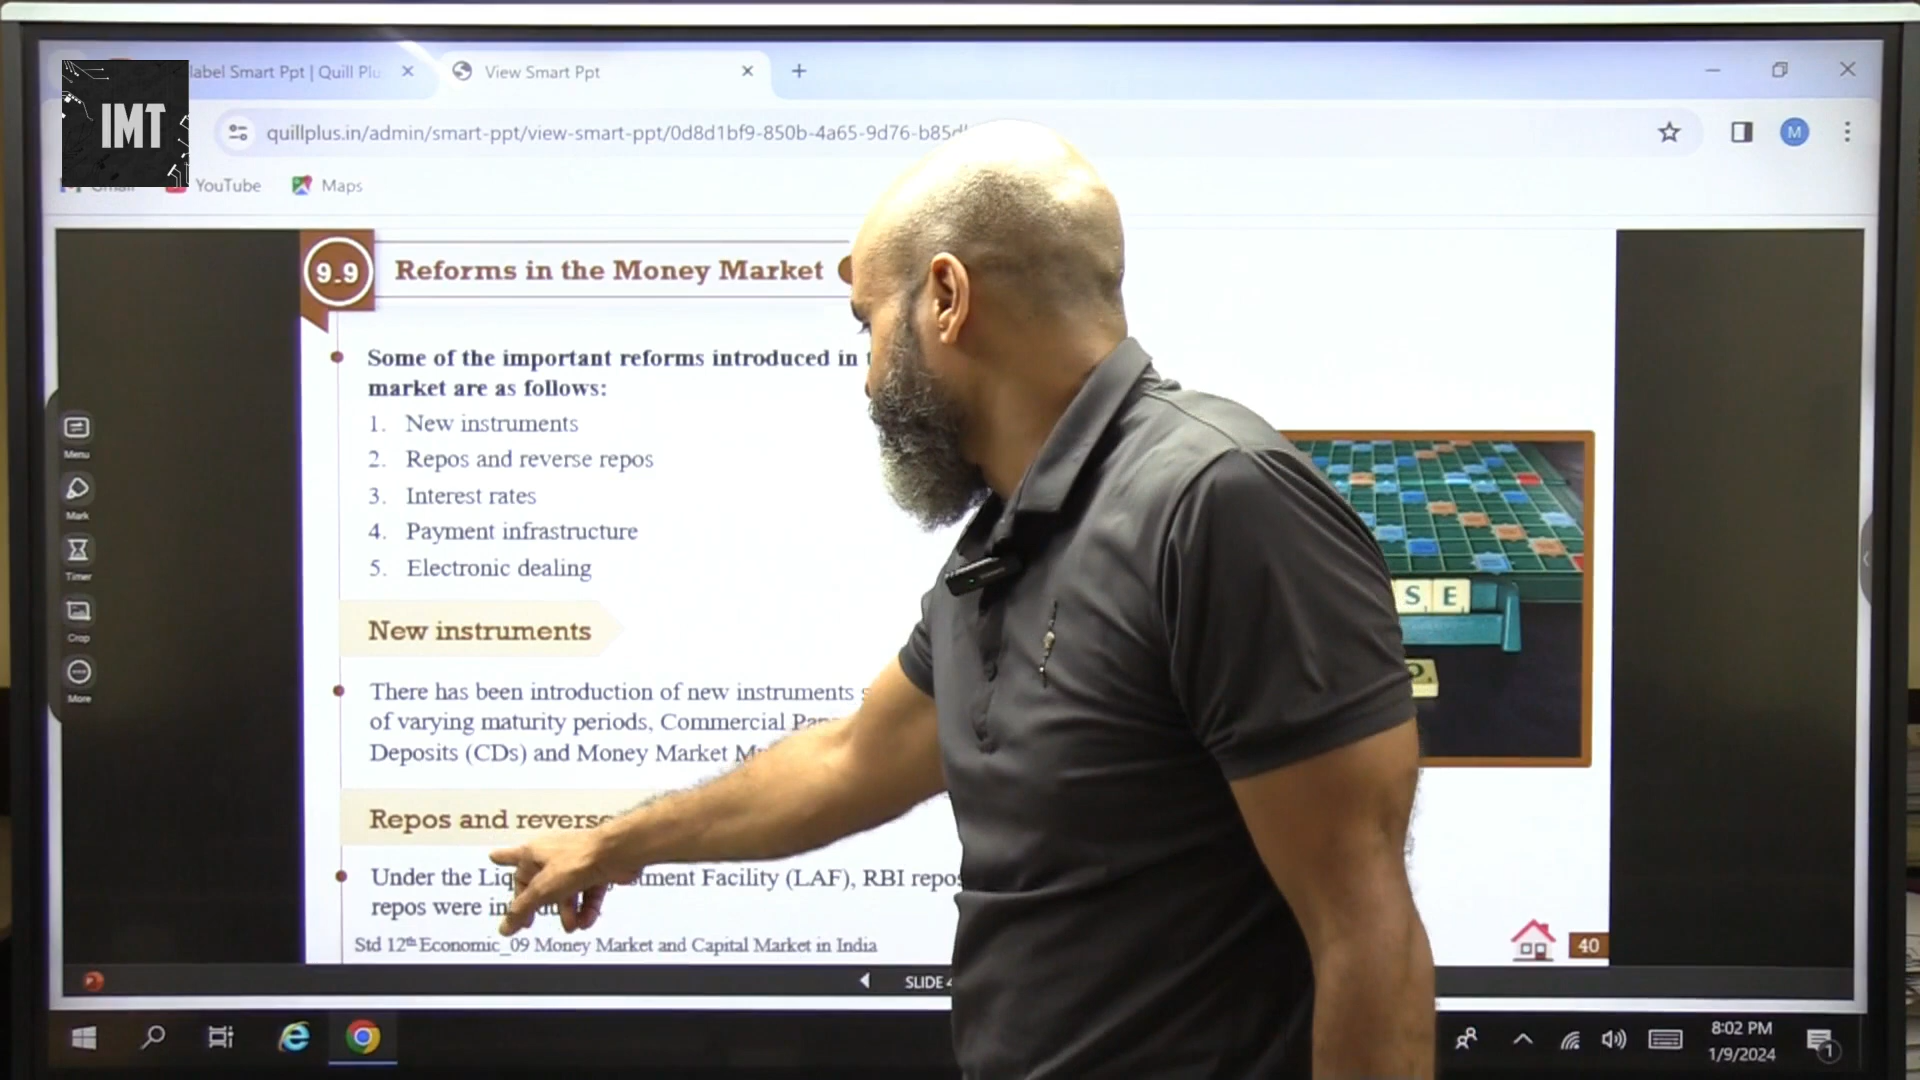 IMT
label Smart Ppt | Quill Plu
View Smart Ppt
quillplus.in/admin/smart-ppt/view-smart-ppt/0d8d1bf9-850b-4a65-9d76-b85d
M
Gmail
YouTube
Maps
9.9
Reforms in the Money Market
Some of the important reforms introduced in
market are as follows:
1. New instruments
2. Repos and reverse repos
3. Interest rates
4. Payment infrastructure
5. Electronic dealing
New instruments
There has been introduction of new instruments
of varying maturity periods, Commercial
Deposits (CDs) and Money Market
Repos and reverse
Under the Facility (LAF), RBI repos
repos were
Std 12th Economic_09 Money Market and Capital Market in India
40
S E
Menu
Mark
Timer
Crop
More
SLIDE
8:02 PM
1/9/2024
1